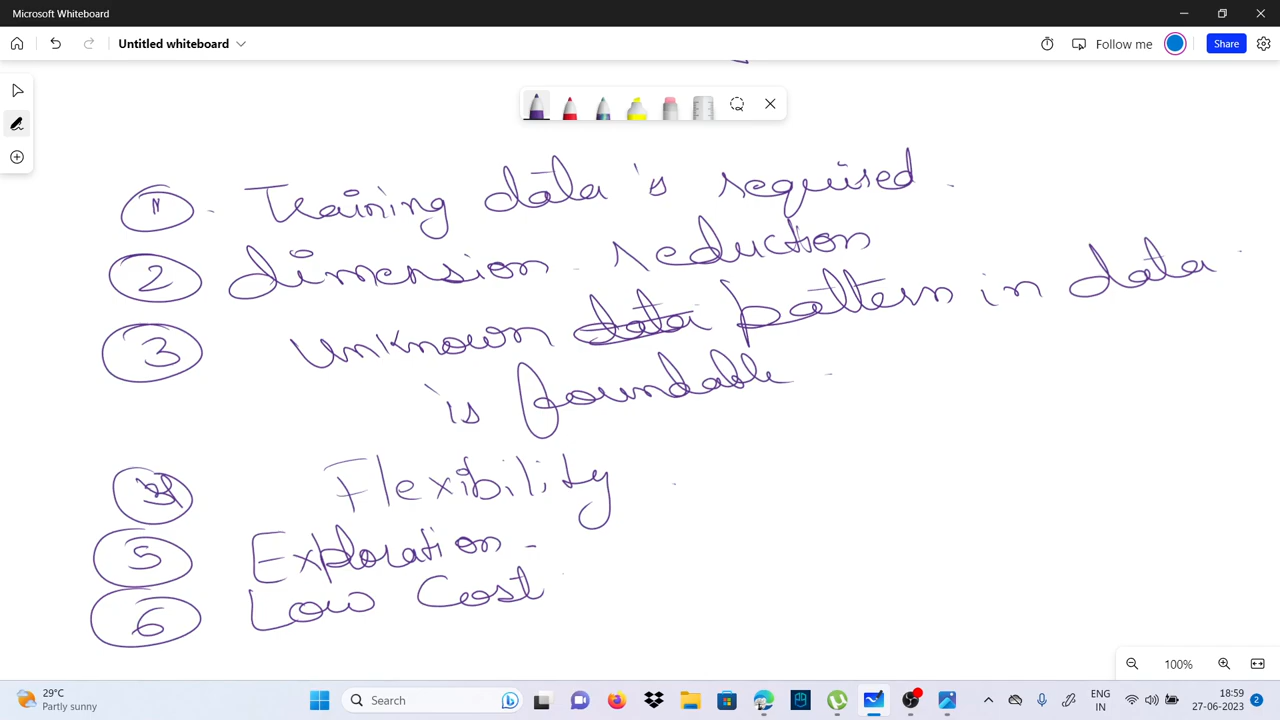 Microsoft Whiteboard
Untitled whiteboard
Follow me
Share
1. Training data is required.
2 dimension reduction
3 unknown data pattern in data
is foundable
Flexibility
5 Exploration
6 Low Cost
100%
29°C
Partly sunny
Search
ENG
IN
18:59
27-06-2023
2